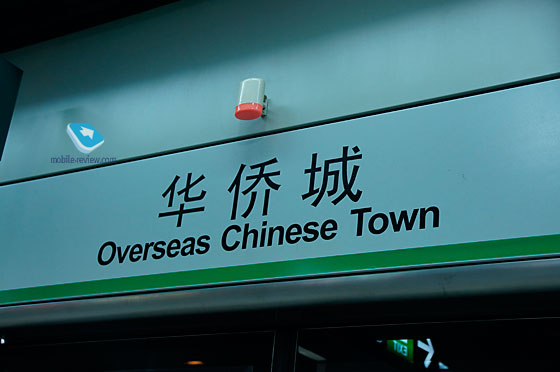 mobile-review.com
华侨城
Overseas Chinese Town